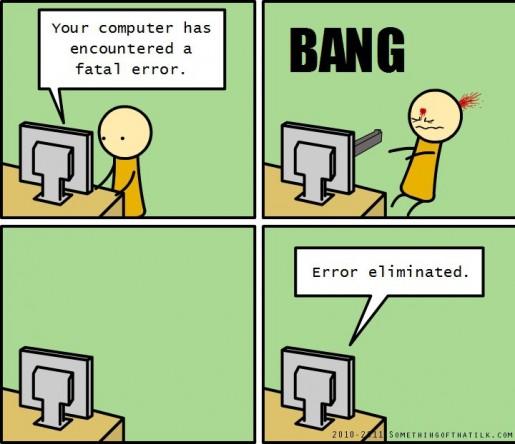 Your computer has
encountered a
fatal error.
BANG
Error eliminated.
2010-2011 SOMETHINGOFTHATILK.COM